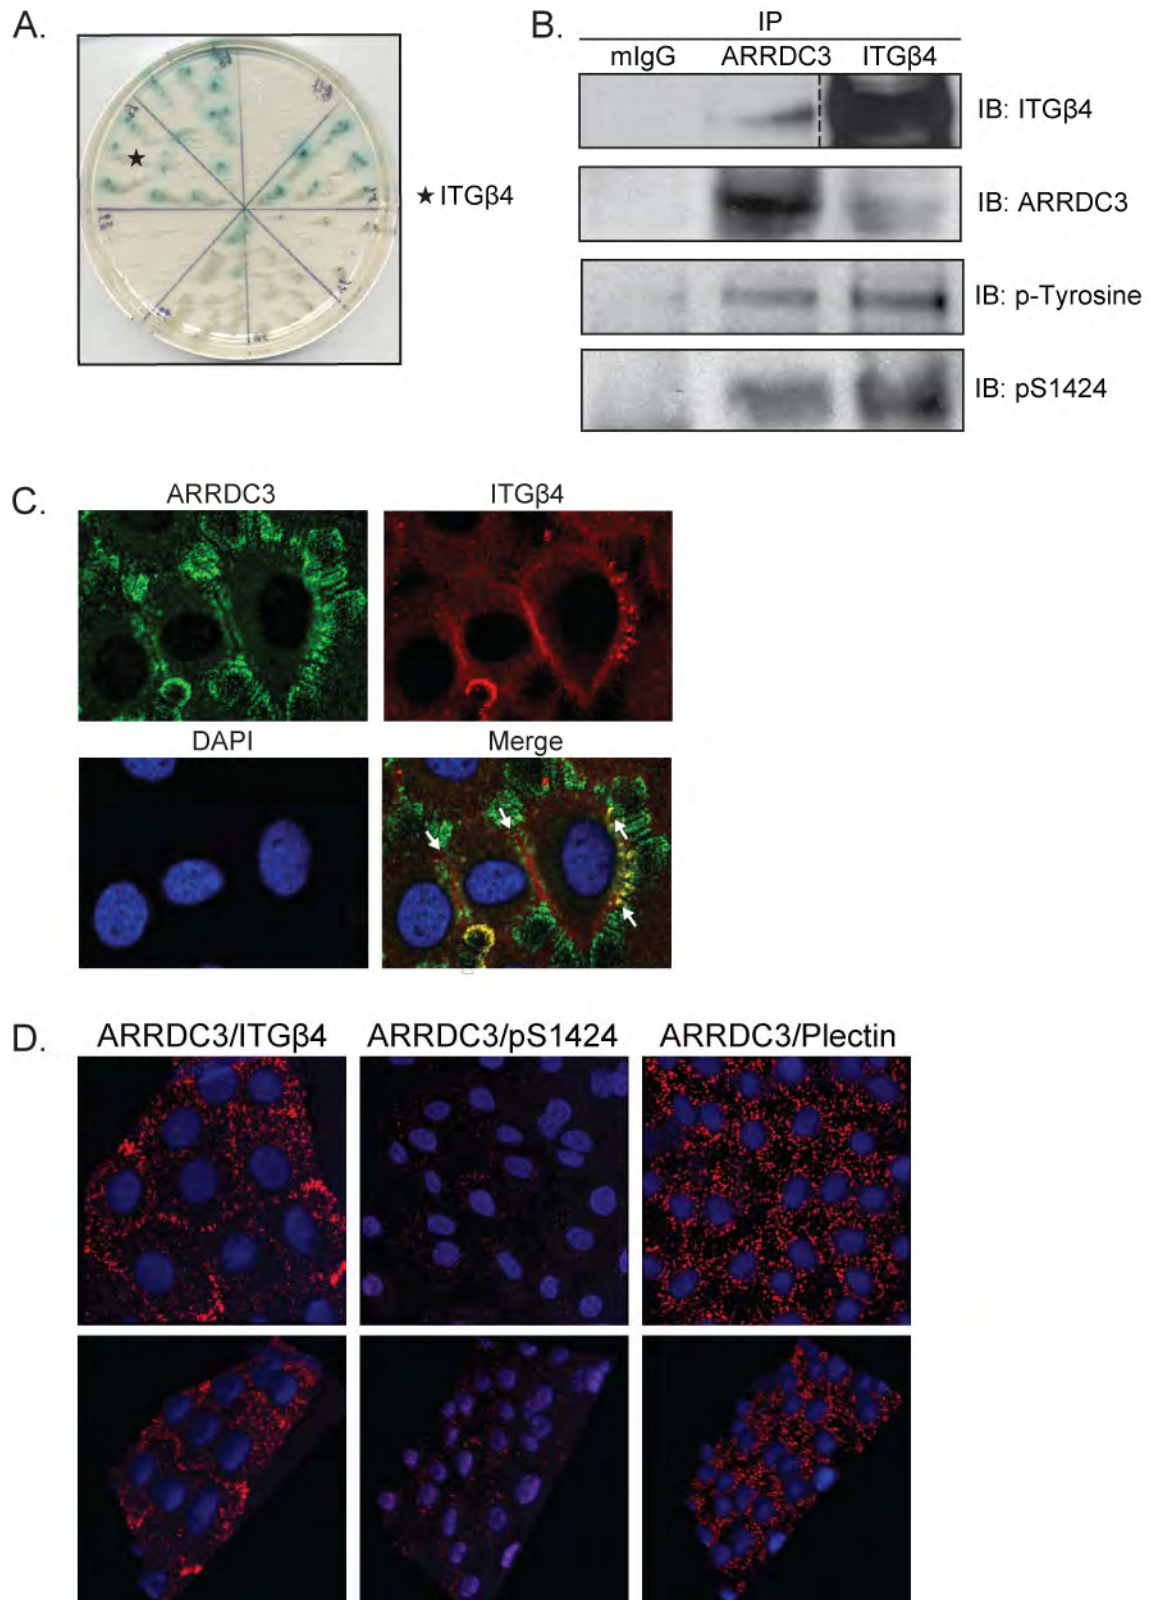 A.
★ ITGβ4
B.
IP
mIgG ARRDC3 ITGβ4
IB: ITGβ4
IB: ARRDC3
IB: p-Tyrosine
IB: pS1424
C.
ARRDC3 ITGβ4
DAPI Merge
D.
ARRDC3/ITGβ4 ARRDC3/pS1424 ARRDC3/Plectin